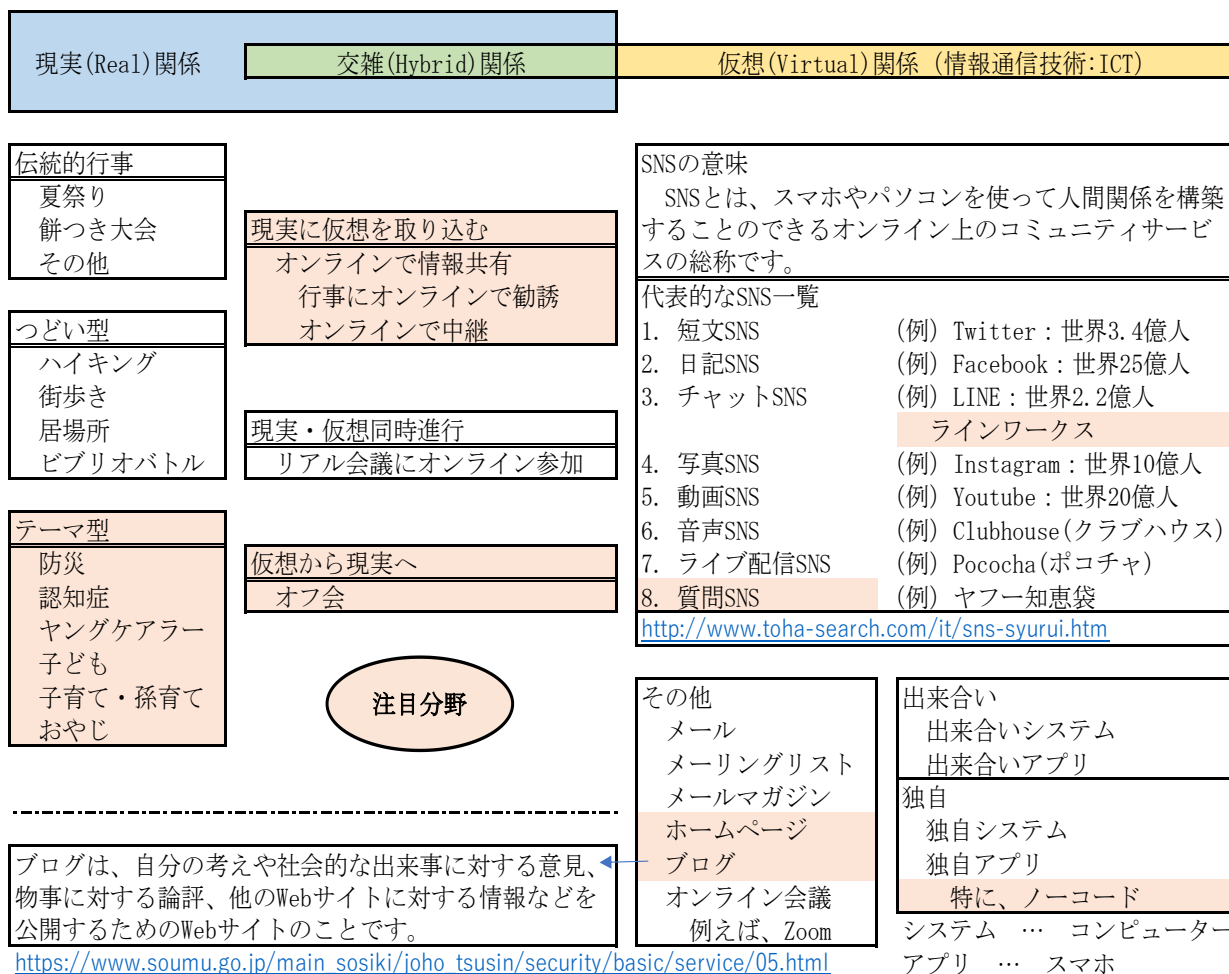 現実(Real)関係
交雑(Hybrid)関係
仮想(Virtual)関係 (情報通信技術:ICT)
伝統的行事
夏祭り
餅つき大会
その他
つどい型
ハイキング
街歩き
居場所
ビブリオバトル
テーマ型
防災
認知症
ヤングケアラー
子ども
子育て・孫育て
おやじ
現実に仮想を取り込む
オンラインで情報共有
行事にオンラインで勧誘
オンラインで中継
現実・仮想同時進行
リアル会議にオンライン参加
仮想から現実へ
オフ会
注目分野
SNSの意味
SNSとは、スマホやパソコンを使って人間関係を構築
することのできるオンライン上のコミュニティサービ
スの総称です。
代表的なSNS一覧
1. 短文SNS (例) Twitter：世界3.4億人
2. 日記SNS (例) Facebook：世界25億人
3. チャットSNS (例) LINE：世界2.2億人
ラインワークス
4. 写真SNS (例) Instagram：世界10億人
5. 動画SNS (例) Youtube：世界20億人
6. 音声SNS (例) Clubhouse(クラブハウス)
7. ライブ配信SNS (例) Pococha(ポコチャ)
8. 質問SNS (例) ヤフー知恵袋
http://www.toha-search.com/it/sns-syurui.htm
その他
メール
メーリングリスト
メールマガジン
ホームページ
ブログ
オンライン会議
例えば、Zoom
出来合い
出来合いシステム
出来合いアプリ
独自
独自システム
独自アプリ
特に、ノーコード
システム … コンピューター
アプリ … スマホ
ブログは、自分の考えや社会的な出来事に対する意見、
物事に対する論評、他のWebサイトに対する情報などを
公開するためのWebサイトのことです。
https://www.soumu.go.jp/main_sosiki/joho_tsusin/security/basic/service/05.html